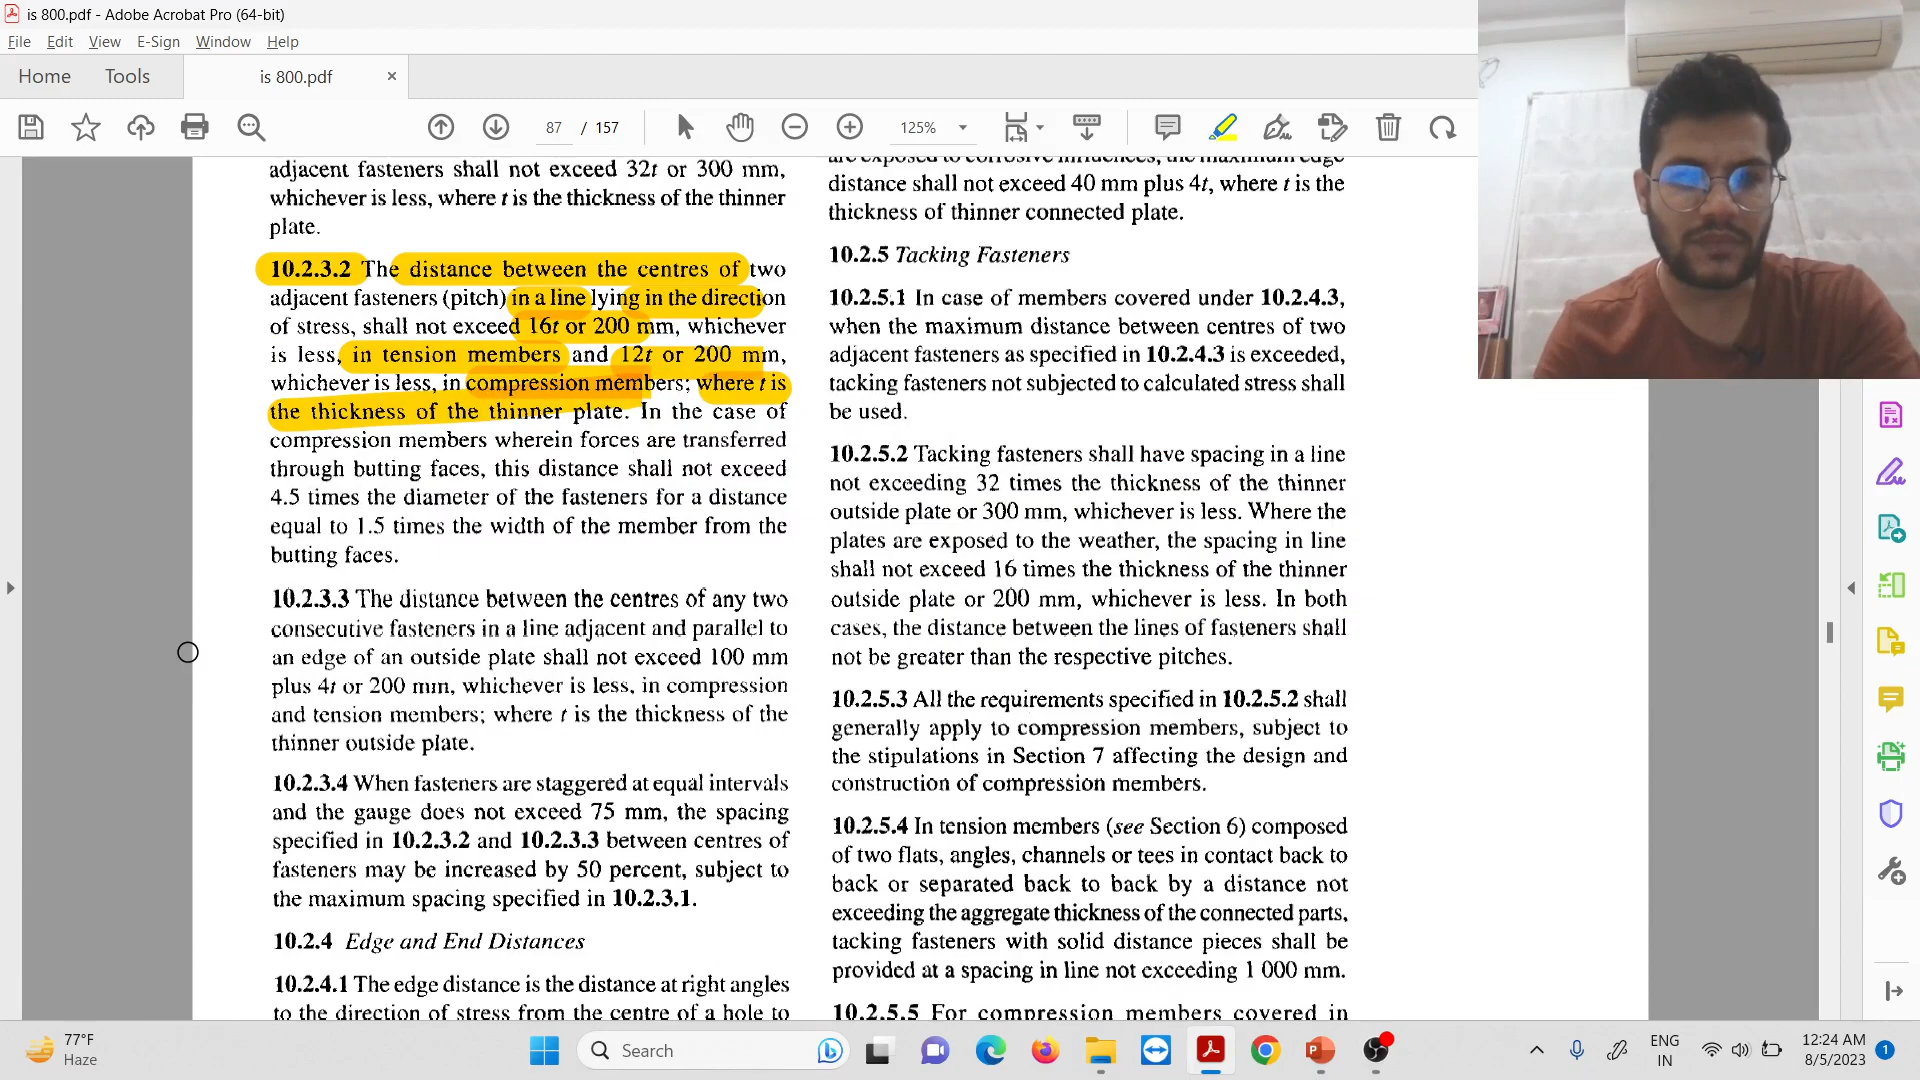 is 800.pdf - Adobe Acrobat Pro (64-bit)
File Edit View E-Sign Window Help
Home Tools is 800.pdf ×
87 / 157 125%
adjacent fasteners shall not exceed 32t or 300 mm,
whichever is less, where t is the thickness of the thinner
plate.
10.2.3.2 The distance between the centres of two
adjacent fasteners (pitch) in a line lying in the direction
of stress, shall not exceed 16t or 200 mm, whichever
is less, in tension members and 12t or 200 mm,
whichever is less, in compression members; where t is
the thickness of the thinner plate. In the case of
compression members wherein forces are transferred
through butting faces, this distance shall not exceed
4.5 times the diameter of the fasteners for a distance
equal to 1.5 times the width of the member from the
butting faces.
10.2.3.3 The distance between the centres of any two
consecutive fasteners in a line adjacent and parallel to
an edge of an outside plate shall not exceed 100 mm
plus 4t or 200 mm, whichever is less, in compression
and tension members; where t is the thickness of the
thinner outside plate.
10.2.3.4 When fasteners are staggered at equal intervals
and the gauge does not exceed 75 mm, the spacing
specified in 10.2.3.2 and 10.2.3.3 between centres of
fasteners may be increased by 50 percent, subject to
the maximum spacing specified in 10.2.3.1.
10.2.4 Edge and End Distances
10.2.4.1 The edge distance is the distance at right angles
to the direction of stress from the centre of a hole to
are exposed to corrosive influences, the maximum edge
distance shall not exceed 40 mm plus 4t, where t is the
thickness of thinner connected plate.
10.2.5 Tacking Fasteners
10.2.5.1 In case of members covered under 10.2.4.3,
when the maximum distance between centres of two
adjacent fasteners as specified in 10.2.4.3 is exceeded,
tacking fasteners not subjected to calculated stress shall
be used.
10.2.5.2 Tacking fasteners shall have spacing in a line
not exceeding 32 times the thickness of the thinner
outside plate or 300 mm, whichever is less. Where the
plates are exposed to the weather, the spacing in line
shall not exceed 16 times the thickness of the thinner
outside plate or 200 mm, whichever is less. In both
cases, the distance between the lines of fasteners shall
not be greater than the respective pitches.
10.2.5.3 All the requirements specified in 10.2.5.2 shall
generally apply to compression members, subject to
the stipulations in Section 7 affecting the design and
construction of compression members.
10.2.5.4 In tension members (see Section 6) composed
of two flats, angles, channels or tees in contact back to
back or separated back to back by a distance not
exceeding the aggregate thickness of the connected parts,
tacking fasteners with solid distance pieces shall be
provided at a spacing in line not exceeding 1 000 mm.
10.2.5.5 For compression members covered in
77°F
Haze
Search
ENG
IN
12:24 AM
8/5/2023
1